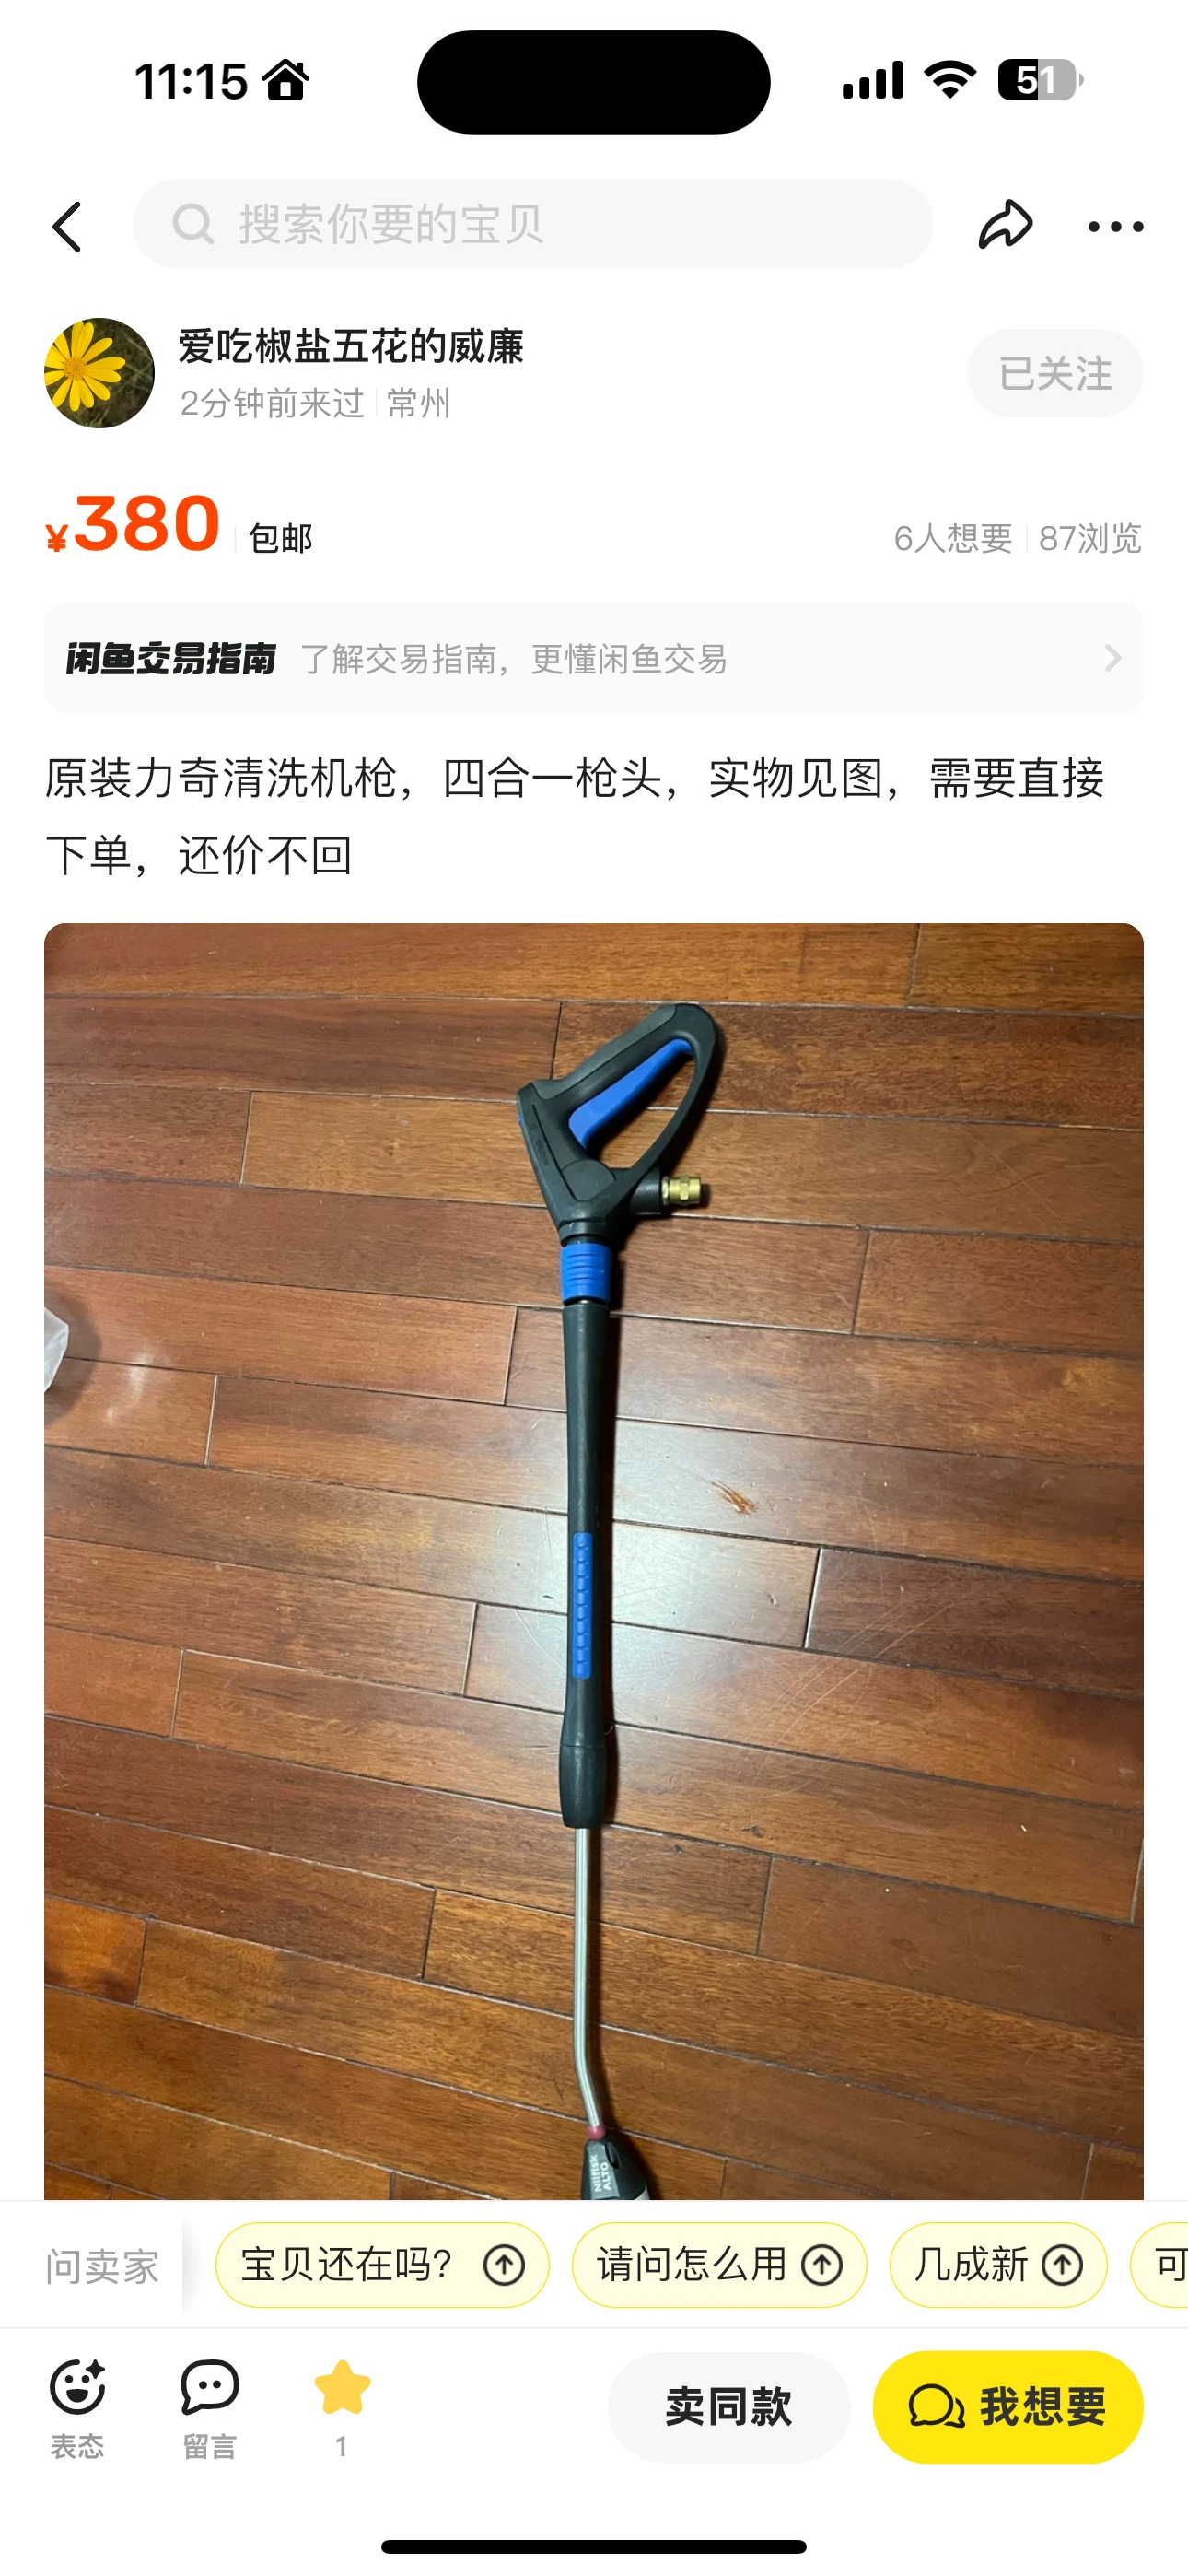 11:15
51
搜索你要的宝贝
爱吃椒盐五花的威廉
已关注
2分钟前来过 常州
¥380 包邮
6人想要 87浏览
闲鱼交易指南 了解交易指南，更懂闲鱼交易
原装力奇清洗机枪，四合一枪头，实物见图，需要直接
下单，还价不回
Nilfisk
ALTO
问卖家 宝贝还在吗？ 请问怎么用 几成新 可
表态 留言 1 卖同款 我想要